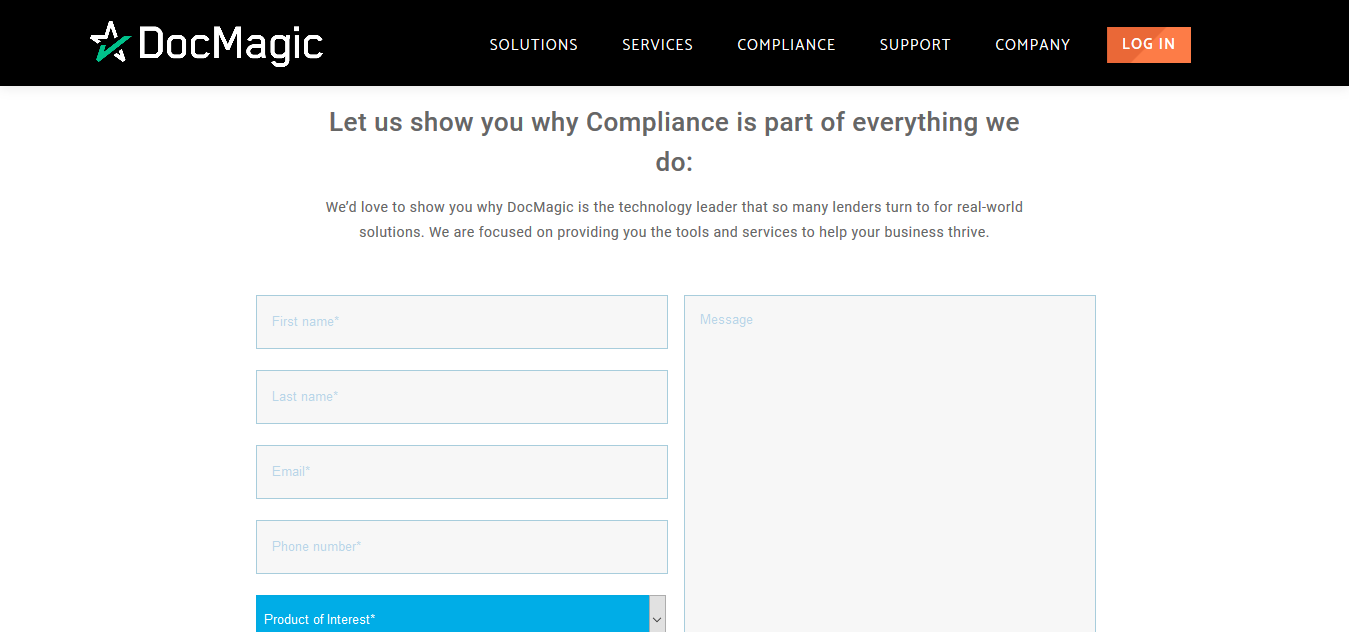 DocMagic
SOLUTIONS
SERVICES
COMPLIANCE
SUPPORT
COMPANY
LOG IN
Let us show you why Compliance is part of everything we
do:
We’d love to show you why DocMagic is the technology leader that so many lenders turn to for real-world
solutions. We are focused on providing you the tools and services to help your business thrive.
First name*
Last name*
Email*
Phone number*
Product of Interest*
Message